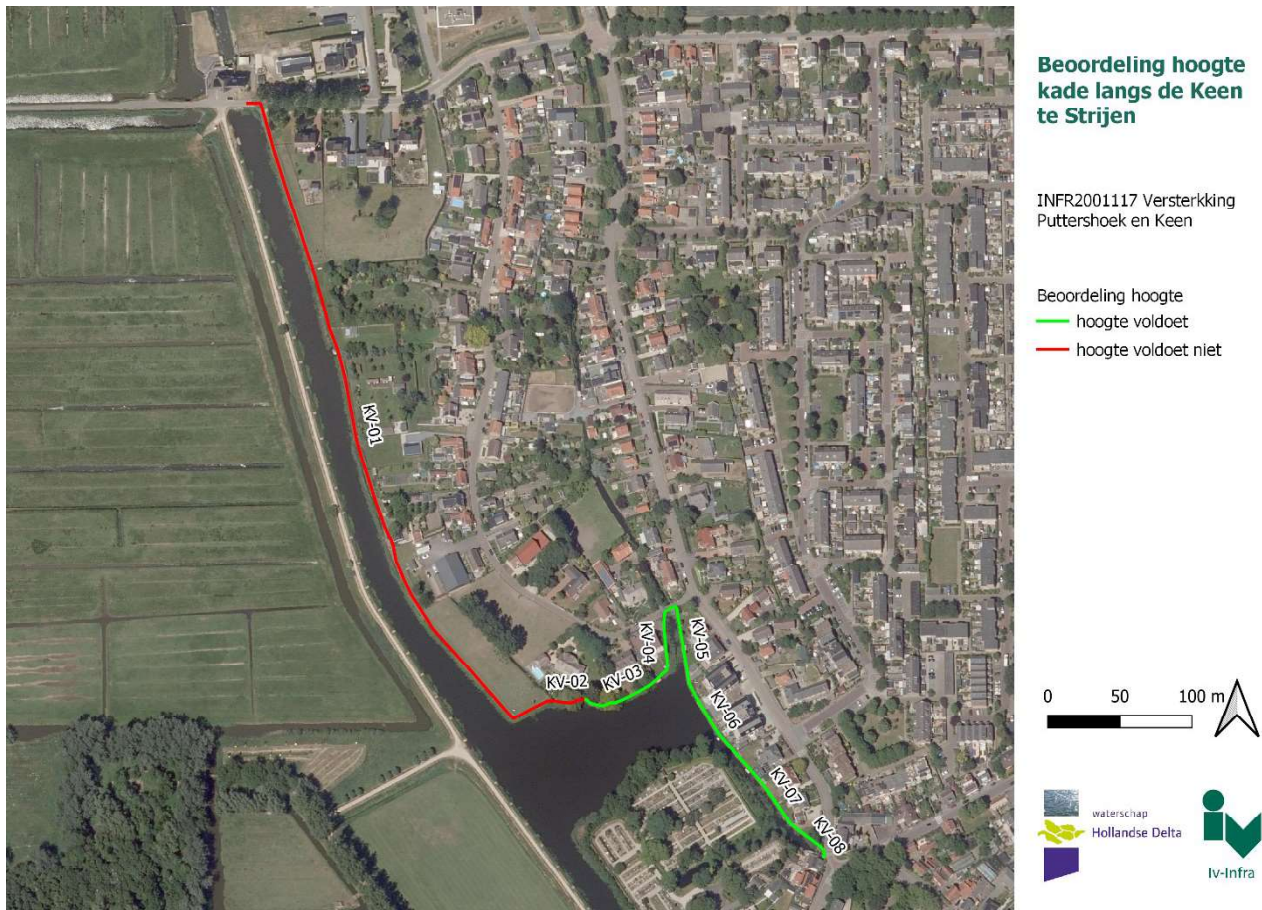 Beoordeling hoogte
kade langs de Keen
te Strijen
INFR2001117 Versterkking
Puttershoek en Keen
Beoordeling hoogte
hoogte voldoet
hoogte voldoet niet
KV-01
KV-02
KV-03
KV-04
KV-05
KV-06
KV-07
KV-08
0 50 100 m
waterschap
Hollandse Delta
iv
Iv-Infra